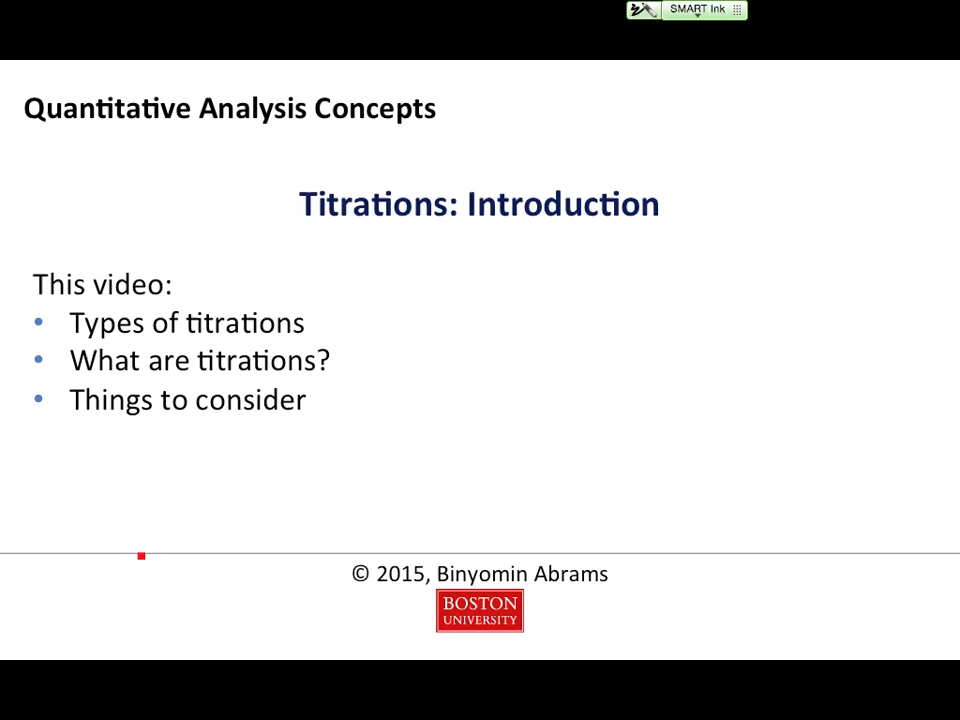 SMART Ink
Quantitative Analysis Concepts
Titrations: Introduction
This video:
• Types of titrations
• What are titrations?
• Things to consider
© 2015, Binyomin Abrams
BOSTON
UNIVERSITY